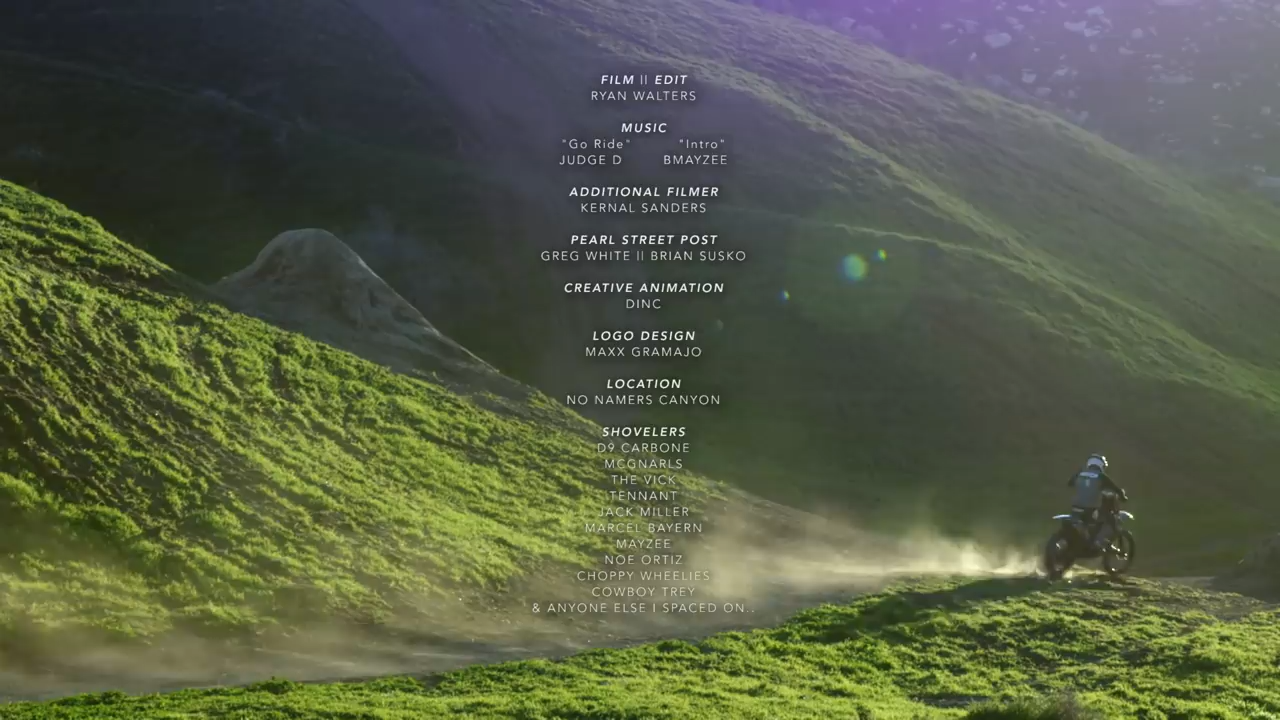 FILM || EDIT
RYAN WALTERS
MUSIC
"Go Ride" "Intro"
JUDGE D BMAYZEE
ADDITIONAL FILMER
KERNAL SANDERS
PEARL STREET POST
GREG WHITE || BRIAN SUSKO
CREATIVE ANIMATION
DINC
LOGO DESIGN
MAXX GRAMAJO
LOCATION
NO NAMERS CANYON
SHOVELERS
D9 CARBONE
MCGNARLS
THE VICK
TENNANT
JACK MILLER
MARCEL BAYERN
MAYZEE
NOE ORTIZ
CHOPPY WHEELIES
COWBOY TREY
& ANYONE ELSE I SPACED ON..